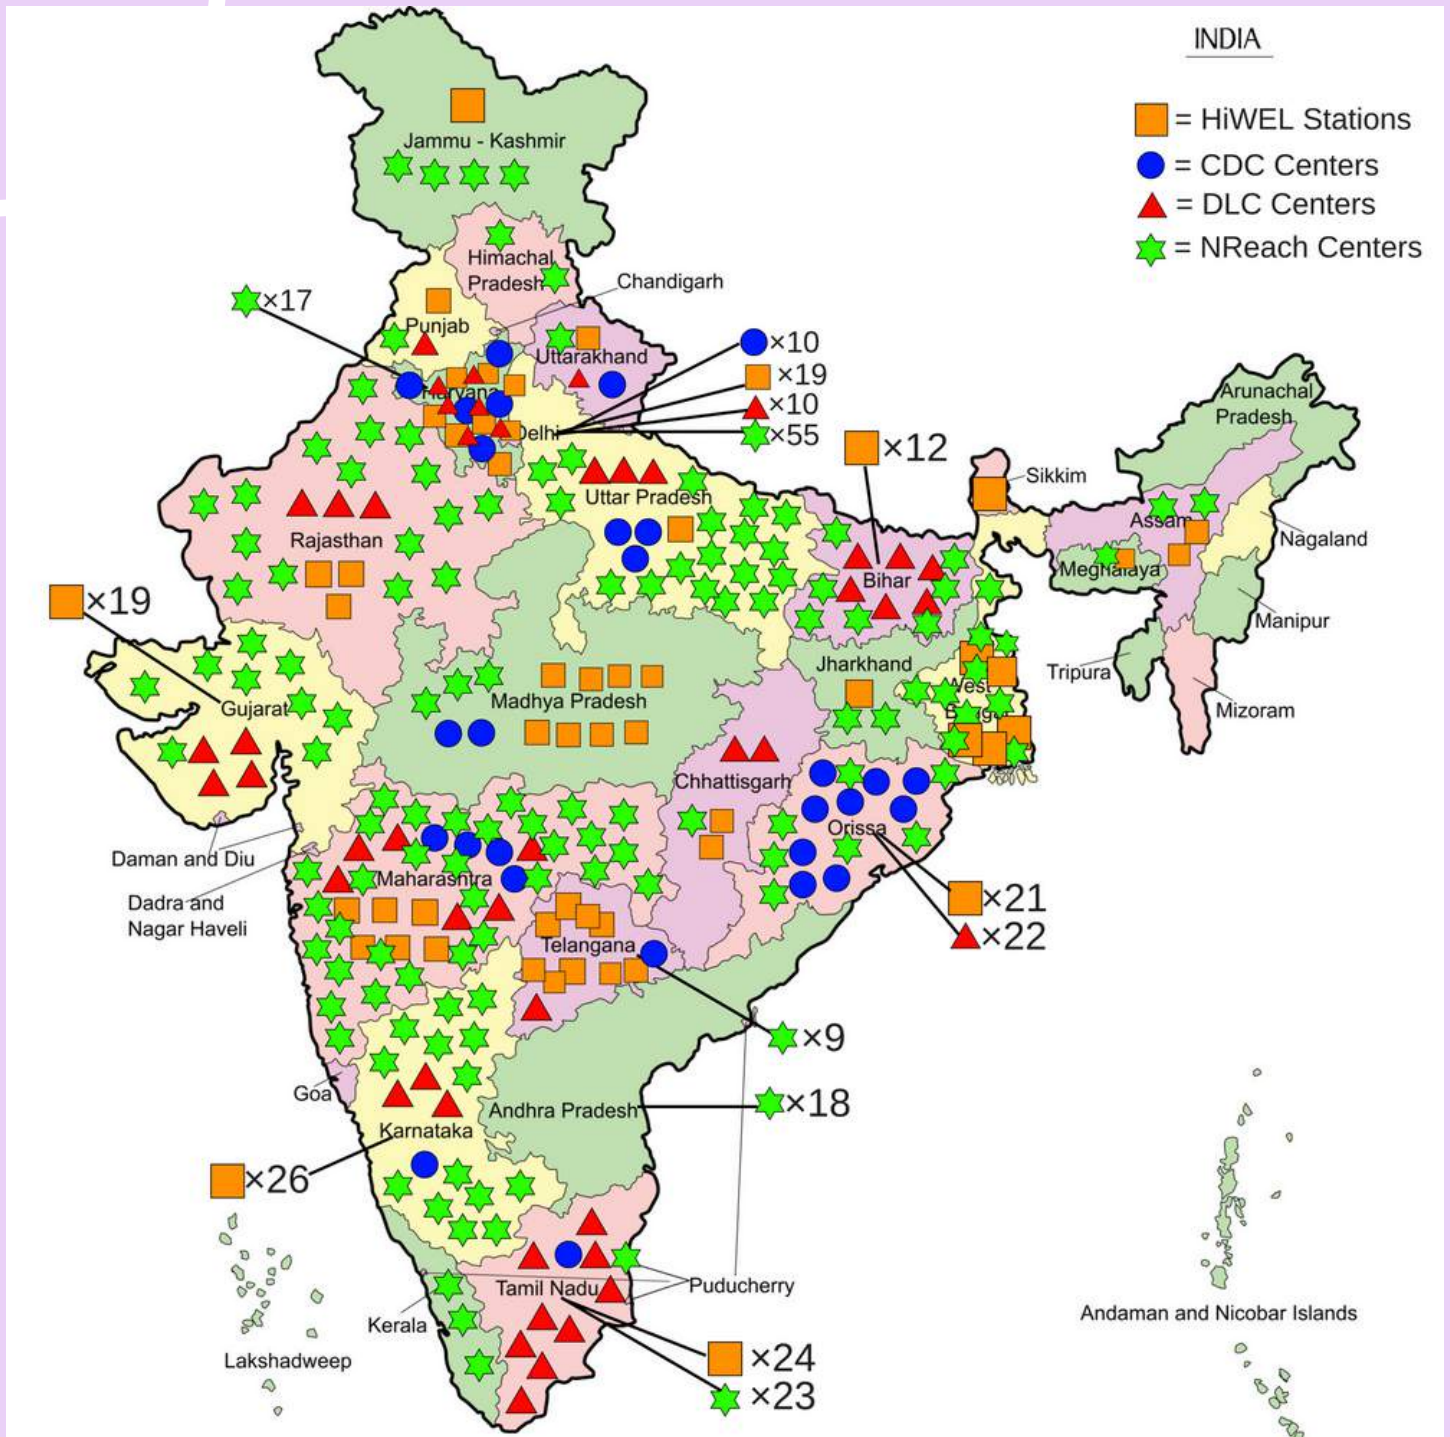 INDIA
= HiWEL Stations
= CDC Centers
= DLC Centers
= NReach Centers
Jammu - Kashmir
Himachal
Pradesh
Chandigarh
×17
Punjab
Uttarakhand
×10
×19
×10
×55
Haryana
Delhi
Arunachal
Pradesh
×12
Sikkim
Uttar Pradesh
Assam
Nagaland
Rajasthan
Meghalaya
Bihar
×19
Manipur
Jharkhand
Tripura
West
Bengal
Gujarat
Madhya Pradesh
Mizoram
Chhattisgarh
Orissa
Daman and Diu
Maharashtra
Dadra and
Nagar Haveli
×21
×22
Telangana
×9
Goa
Andhra Pradesh
×18
Karnataka
×26
Puducherry
Tamil Nadu
Kerala
Andaman and Nicobar Islands
Lakshadweep
×24
×23